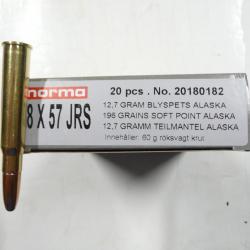 norma
8 X 57 JRS
20 pcs . No. 20180182
12,7 GRAM BLYSPETS ALASKA
196 GRAINS SOFT POINT ALASKA
12,7 GRAMM TEILMANTEL ALASKA
Innehåller: 60 g röksvagt krut